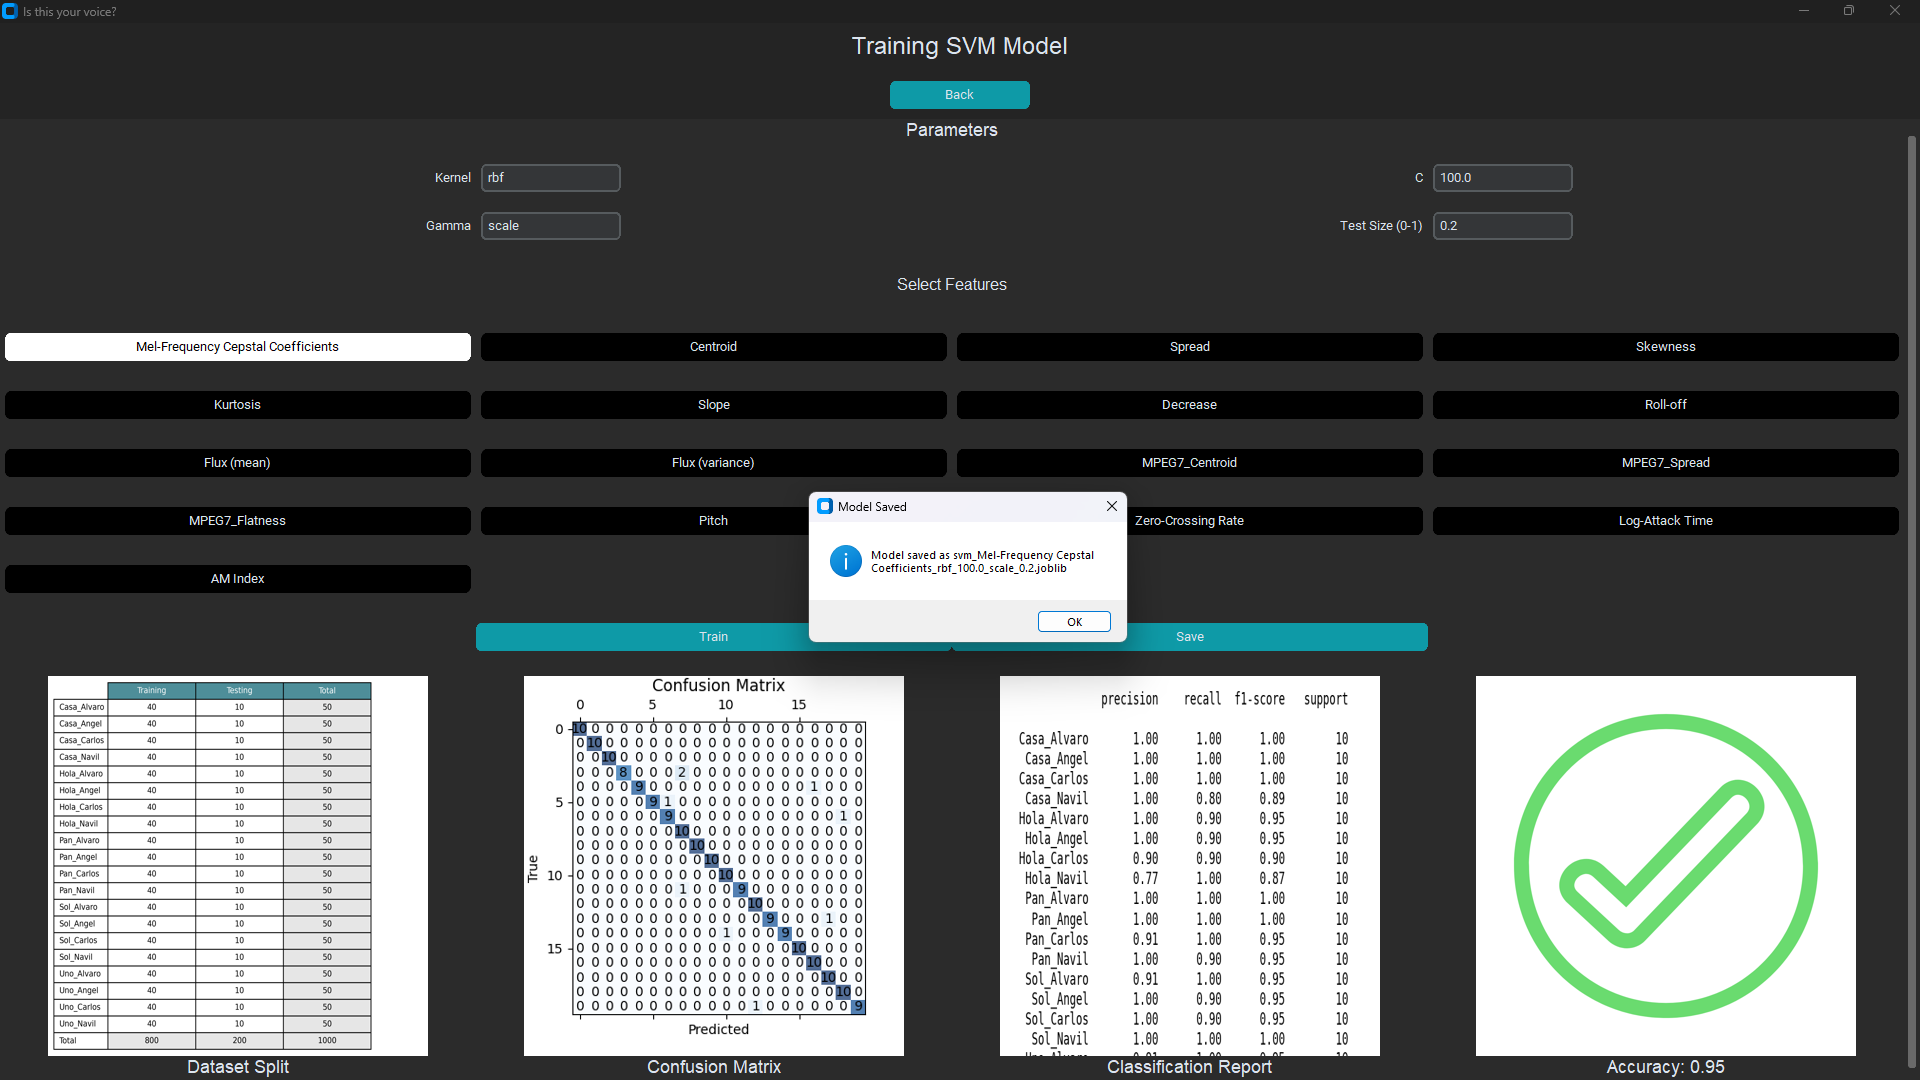 Is this your voice?
Training SVM Model
Back
Parameters
Kernel rbf C 100.0
Gamma scale Test Size (0-1) 0.2
Select Features
Mel-Frequency Cepstal Coefficients Centroid Spread Skewness
Kurtosis Slope Decrease Roll-off
Flux (mean) Flux (variance) MPEG7_Centroid MPEG7_Spread
MPEG7_Flatness Pitch Zero-Crossing Rate Log-Attack Time
AM Index
Model Saved
Model saved as svm_Mel-Frequency Cepstal
Coefficients_rbf_100.0_scale_0.2.joblib
OK
Train Save
Training Testing Total
Casa_Alvaro 40 10 50
Casa_Angel 40 10 50
Casa_Carlos 40 10 50
Casa_Navil 40 10 50
Hola_Alvaro 40 10 50
Hola_Angel 40 10 50
Hola_Carlos 40 10 50
Hola_Navil 40 10 50
Pan_Alvaro 40 10 50
Pan_Angel 40 10 50
Pan_Carlos 40 10 50
Pan_Navil 40 10 50
Sol_Alvaro 40 10 50
Sol_Angel 40 10 50
Sol_Carlos 40 10 50
Sol_Navil 40 10 50
Uno_Alvaro 40 10 50
Uno_Angel 40 10 50
Uno_Carlos 40 10 50
Uno_Navil 40 10 50
Total 800 200 1000
Dataset Split
Confusion Matrix
0 5 10 15
0 10 0 0 0 0 0 0 0 0 0 0 0 0 0 0 0 0 0 0 0
0 10 0 0 0 0 0 0 0 0 0 0 0 0 0 0 0 0 0 0
0 0 10 0 0 0 0 0 0 0 0 0 0 0 0 0 0 0 0 0
0 0 0 8 0 0 0 2 0 0 0 0 0 0 0 0 0 0 0 0
0 0 0 0 9 0 0 0 0 0 0 0 0 0 0 0 1 0 0 0
5 0 0 0 0 0 9 1 0 0 0 0 0 0 0 0 0 0 0 0 0
0 0 0 0 0 0 9 0 0 0 0 0 0 0 0 0 0 0 1 0
0 0 0 0 0 0 0 10 0 0 0 0 0 0 0 0 0 0 0 0
0 0 0 0 0 0 0 0 10 0 0 0 0 0 0 0 0 0 0 0
0 0 0 0 0 0 0 0 0 10 0 0 0 0 0 0 0 0 0 0
10 0 0 0 0 0 0 0 0 0 0 10 0 0 0 0 0 0 0 0 0
0 0 0 0 0 0 0 1 0 0 0 9 0 0 0 0 0 0 0 0
0 0 0 0 0 0 0 0 0 0 0 0 10 0 0 0 0 0 0 0
0 0 0 0 0 0 0 0 0 0 0 0 0 9 0 0 0 1 0 0
0 0 0 0 0 0 0 0 0 0 1 0 0 0 9 0 0 0 0 0
15 0 0 0 0 0 0 0 0 0 0 0 0 0 0 0 10 0 0 0 0
0 0 0 0 0 0 0 0 0 0 0 0 0 0 0 0 10 0 0 0
0 0 0 0 0 0 0 0 0 0 0 0 0 0 0 0 0 10 0 0
0 0 0 0 0 0 0 0 0 0 0 0 0 0 0 0 0 0 10 0
0 0 0 0 0 0 0 0 0 0 0 0 1 0 0 0 0 0 0 9
True
Predicted
Confusion Matrix
precision recall f1-score support
Casa_Alvaro 1.00 1.00 1.00 10
Casa_Angel 1.00 1.00 1.00 10
Casa_Carlos 1.00 1.00 1.00 10
Casa_Navil 1.00 0.80 0.89 10
Hola_Alvaro 1.00 0.90 0.95 10
Hola_Angel 1.00 0.90 0.95 10
Hola_Carlos 0.90 0.90 0.90 10
Hola_Navil 0.77 1.00 0.87 10
Pan_Alvaro 1.00 1.00 1.00 10
Pan_Angel 1.00 1.00 1.00 10
Pan_Carlos 0.91 1.00 0.95 10
Pan_Navil 1.00 0.90 0.95 10
Sol_Alvaro 0.91 1.00 0.95 10
Sol_Angel 1.00 0.90 0.95 10
Sol_Carlos 1.00 0.90 0.95 10
Sol_Navil 1.00 1.00 1.00 10
Classification Report
Accuracy: 0.95